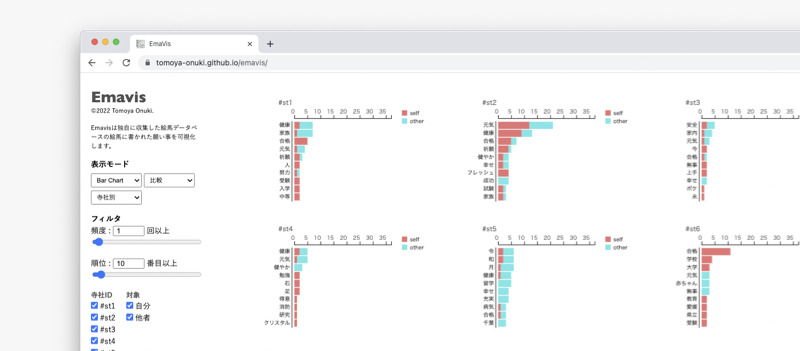 EmaVis
tomoya-onuki.github.io/emavis/
Emavis
©2022 Tomoya Onuki.
Emavisは独自に収集した絵馬データベ
ースの絵馬に書かれた願い事を可視化
します。
表示モード
Bar Chart 比較
寺社別
フィルタ
頻度 : 1 回以上
順位 : 10 番目以上
寺社ID 対象
#st1 自分
#st2 他者
#st3
#st4
#st1
0 5 10 15 20 25 30 35
self
other
健康
家族
合格
元気
祈願
人
努力
受験
入学
中等
#st2
0 5 10 15 20 25 30 35
self
other
元気
健康
合格
祈願
健やか
幸せ
フレッシュ
成功
試験
家族
#st3
0 5 10 15 20 25 30 35
安全
家内
元気
今
合格
無事
上手
幸せ
ボケ
末
#st4
0 5 10 15 20 25 30 35
self
other
健康
元気
健やか
勉強
石
足
得意
消防
研究
クリスタル
#st5
0 5 10 15 20 25 30 35
self
other
今
和
月
健康
留学
幸せ
充実
病気
合格
千葉
#st6
0 5 10 15 20 25 30 35
合格
学校
大学
元気
赤ちゃん
無事
教育
愛媛
県立
受験